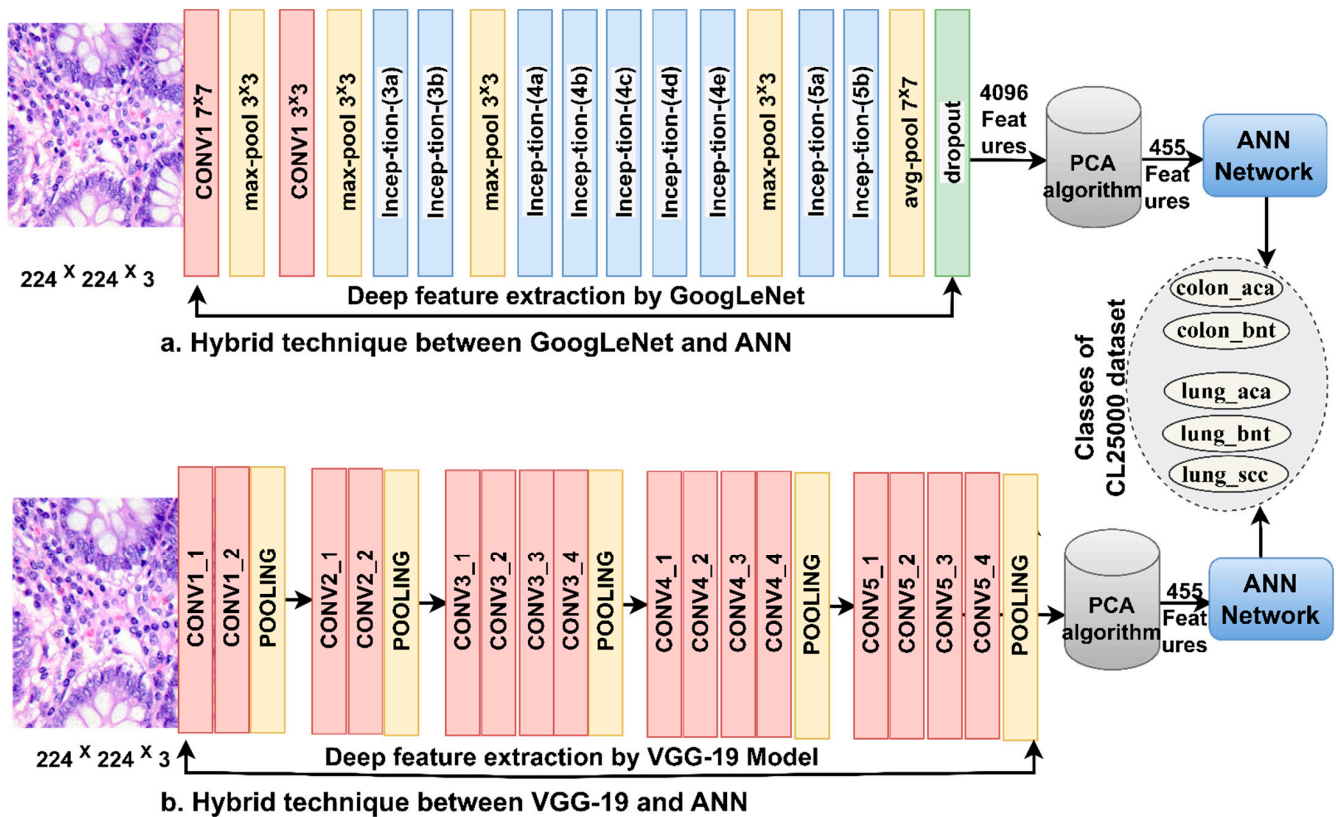 CONV1 7x7
max-pool 3x3
CONV1 3x3
max-pool 3x3
Incep-tion-(3a)
Incep-tion-(3b)
max-pool 3x3
Incep-tion-(4a)
Incep-tion-(4b)
Incep-tion-(4c)
Incep-tion-(4d)
Incep-tion-(4e)
max-pool 3x3
Incep-tion-(5a)
Incep-tion-(5b)
avg-pool 7x7
dropout
4096
Feat
ures
PCA
algorithm
455
Feat
ures
ANN
Network
224 x 224 x 3
Deep feature extraction by GoogLeNet
a. Hybrid technique between GoogLeNet and ANN
Classes of
CL25000 dataset
colon_aca
colon_bnt
lung_aca
lung_bnt
lung_scc
CONV1_1
CONV1_2
POOLING
CONV2_1
CONV2_2
POOLING
CONV3_1
CONV3_2
CONV3_3
CONV3_4
POOLING
CONV4_1
CONV4_2
CONV4_3
CONV4_4
POOLING
CONV5_1
CONV5_2
CONV5_3
CONV5_4
POOLING
PCA
algorithm
455
Feat
ures
ANN
Network
224 x 224 x 3
Deep feature extraction by VGG-19 Model
b. Hybrid technique between VGG-19 and ANN